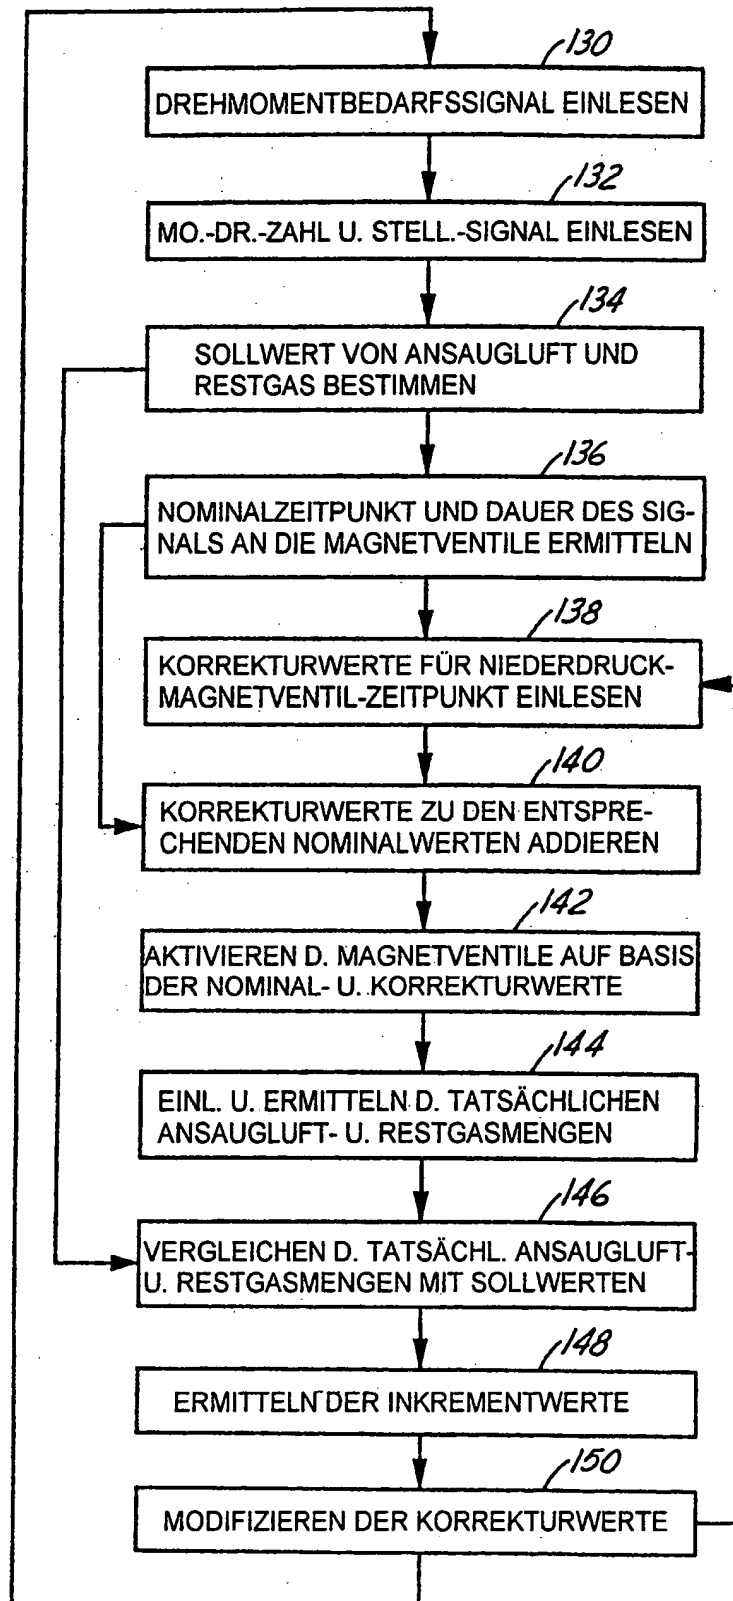 130
DREHMOMENTBEDARFSSIGNAL EINLESEN
132
MO.-DR.-ZAHL U. STELL.-SIGNAL EINLESEN
134
SOLLWERT VON ANSAUGLUFT UND
RESTGAS BESTIMMEN
136
NOMINALZEITPUNKT UND DAUER DES SIG-
NALS AN DIE MAGNETVENTILE ERMITTELN
138
KORREKTURWERTE FÜR NIEDERDRUCK-
MAGNETVENTIL-ZEITPUNKT EINLESEN
140
KORREKTURWERTE ZU DEN ENTSPRE-
CHENDEN NOMINALWERTEN ADDIEREN
142
AKTIVIEREN D. MAGNETVENTILE AUF BASIS
DER NOMINAL- U. KORREKTURWERTE
144
EINL. U. ERMITTELN D. TATSÄCHLICHEN
ANSAUGLUFT- U. RESTGASMENGEN
146
VERGLEICHEN D. TATSÄCHL. ANSAUGLUFT-
U. RESTGASMENGEN MIT SOLLWERTEN
148
ERMITTELN DER INKREMENTWERTE
150
MODIFIZIEREN DER KORREKTURWERTE